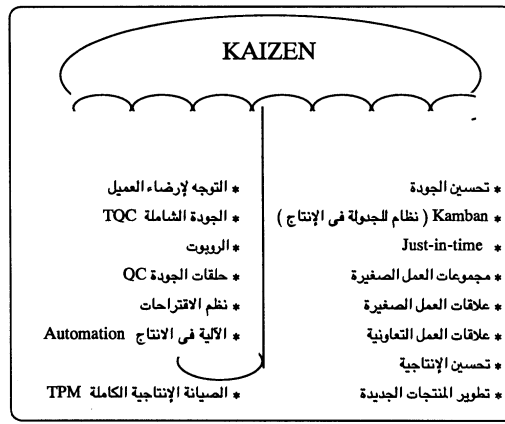 KAIZEN
* تحسين الجودة
* Kamban ( نظام للجدولة فى الإنتاج )
* Just-in-time
* مجموعات العمل الصغيرة
* علاقات العمل الصغيرة
* علاقات العمل التعاونية
* تحسين الإنتاجية
* تطوير المنتجات الجديدة
* التوجه لإرضاء العميل
* الجودة الشاملة TQC
* الروبوت
* حلقات الجودة QC
* نظم الاقتراحات
* الآلية فى الانتاج Automation
* الصيانة الإنتاجية الكاملة TPM